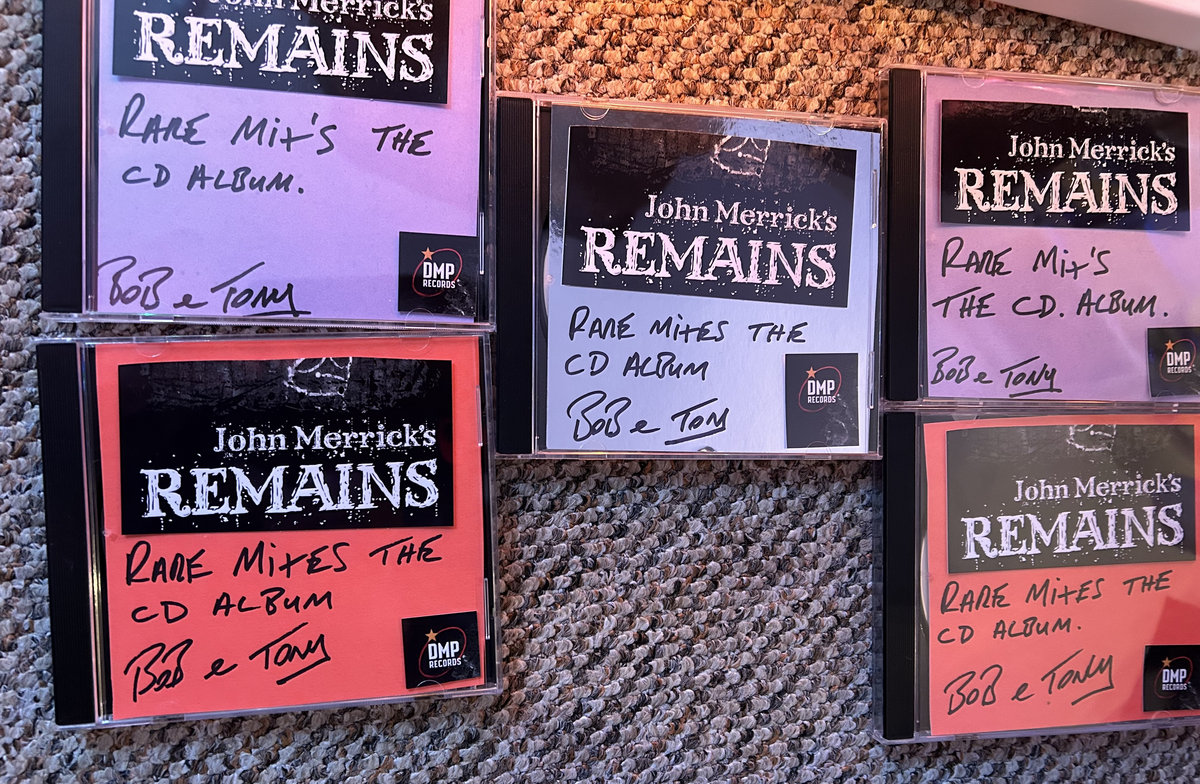 John Merrick's
REMAINS
RARE MIX'S THE
CD ALBUM.
BOB e TONY
DMP
RECORDS
John Merrick's
REMAINS
RARE MIXES THE
CD ALBUM
BOB e TONY
DMP
RECORDS
John Merrick's
REMAINS
RARE MIXES THE
CD ALBUM
BOB e TONY
DMP
RECORDS
John Merrick's
REMAINS
RARE MIX'S
THE CD. ALBUM.
BOB e TONY
DMP
RECORDS
John Merrick's
REMAINS
RARE MIXES THE
CD ALBUM.
BOB e TONY
DMP
RECORDS